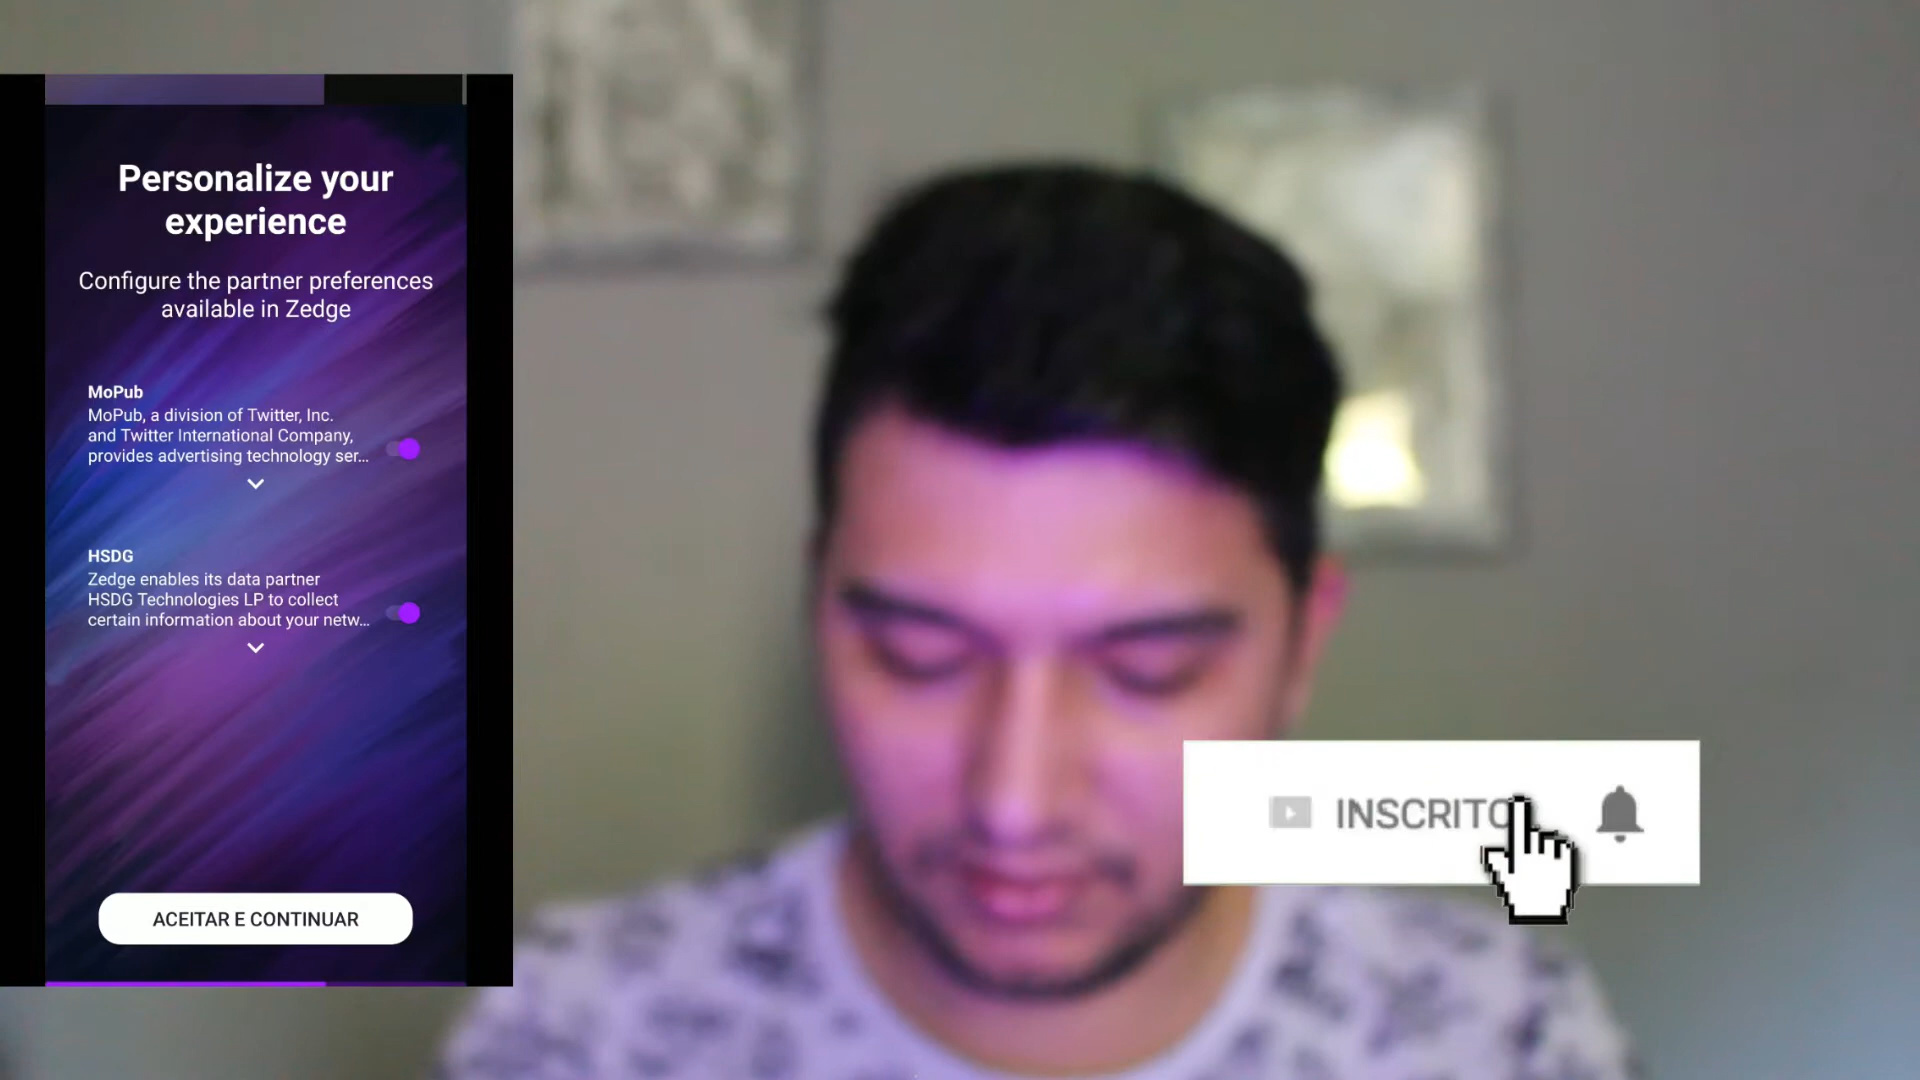 Personalize your
experience
Configure the partner preferences
available in Zedge
MoPub
MoPub, a division of Twitter, Inc.
and Twitter International Company,
provides advertising technology ser...
HSDG
Zedge enables its data partner
HSDG Technologies LP to collect
certain information about your netw...
ACEITAR E CONTINUAR
INSCRITO